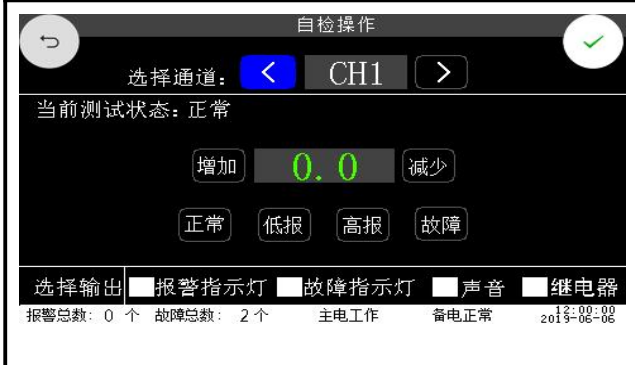 自检操作
选择通道: < CH1 >
当前测试状态:正常
增加 0.0 减少
正常 低报 高报 故障
选择输出 报警指示灯 故障指示灯 声音 继电器
报警总数: 0 个 故障总数: 2个 主电工作 备电正常 12:00:00
2019-06-06